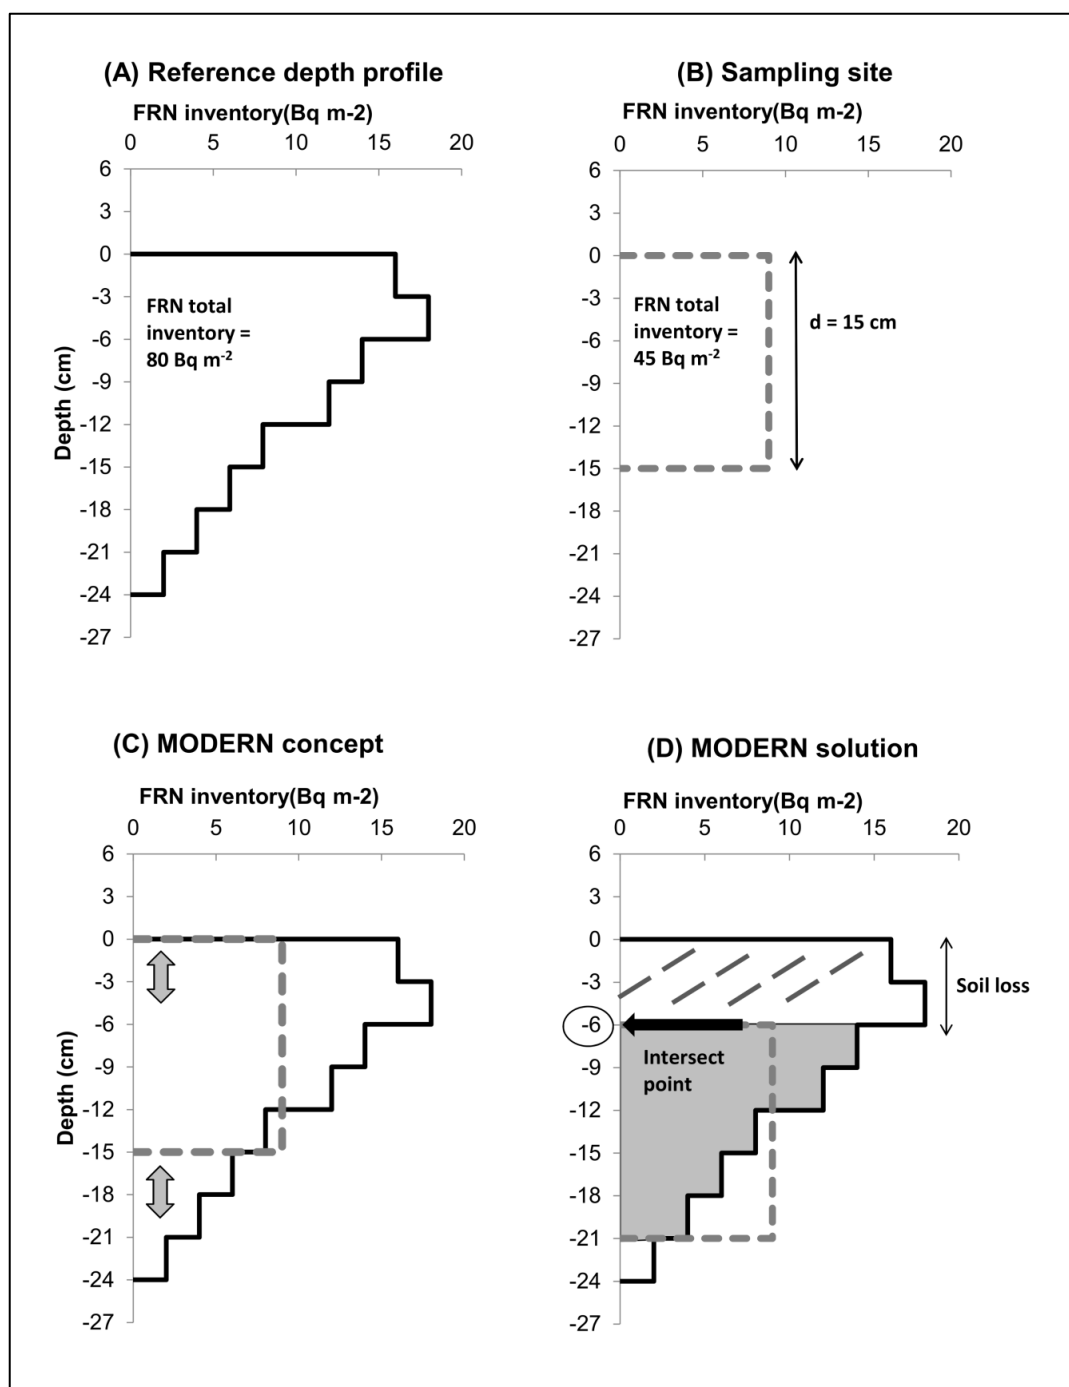 (A) Reference depth profile
FRN inventory(Bq m-2)
0 5 10 15 20
6
3
0
-3
-6
-9
-12
-15
-18
-21
-24
-27
Depth (cm)
FRN total
inventory =
80 Bq m-2
(B) Sampling site
FRN inventory(Bq m-2)
0 5 10 15 20
6
3
0
-3
-6
-9
-12
-15
-18
-21
-24
-27
FRN total
inventory =
45 Bq m-2
d = 15 cm
(C) MODERN concept
FRN inventory(Bq m-2)
0 5 10 15 20
6
3
0
-3
-6
-9
-12
-15
-18
-21
-24
-27
Depth (cm)
(D) MODERN solution
FRN inventory(Bq m-2)
0 5 10 15 20
6
3
0
-3
-6
-9
-12
-15
-18
-21
-24
-27
Soil loss
Intersect
point